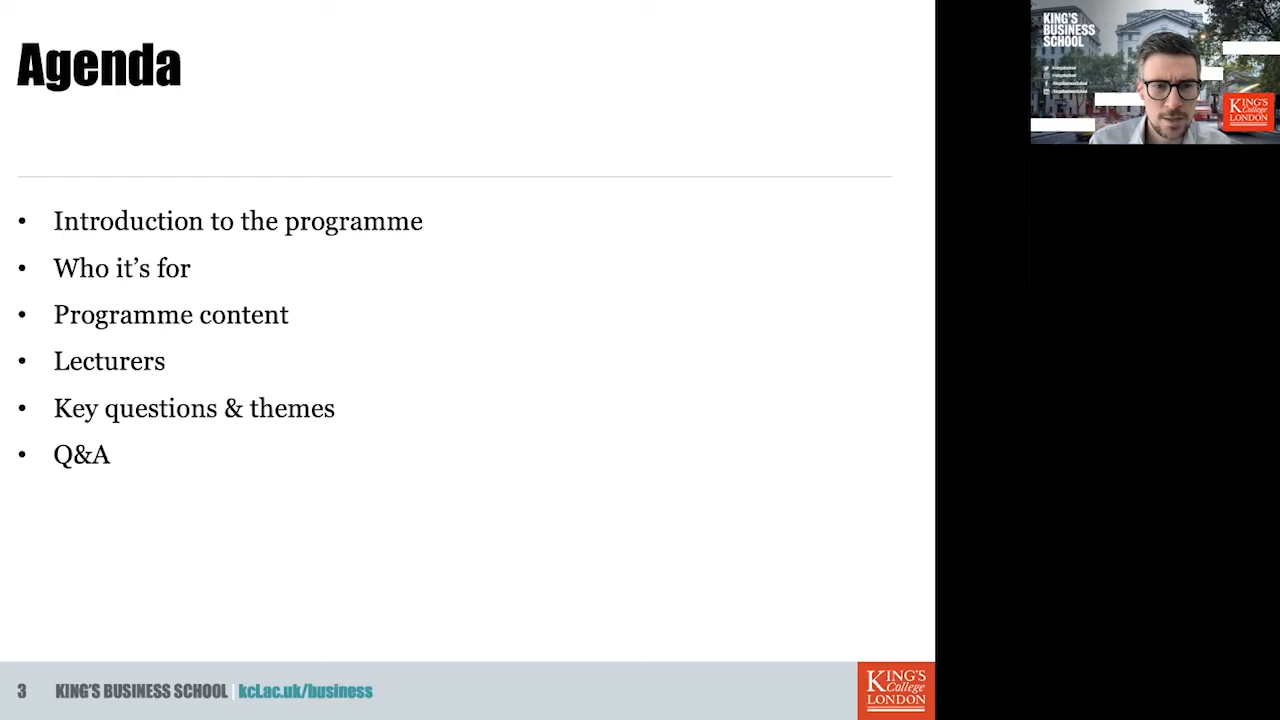 Agenda
• Introduction to the programme
• Who it's for
• Programme content
• Lecturers
• Key questions & themes
• Q&A
3 KING'S BUSINESS SCHOOL | kcl.ac.uk/business
KING'S
College
LONDON
KING'S
BUSINESS
SCHOOL
KING'S
College
LONDON